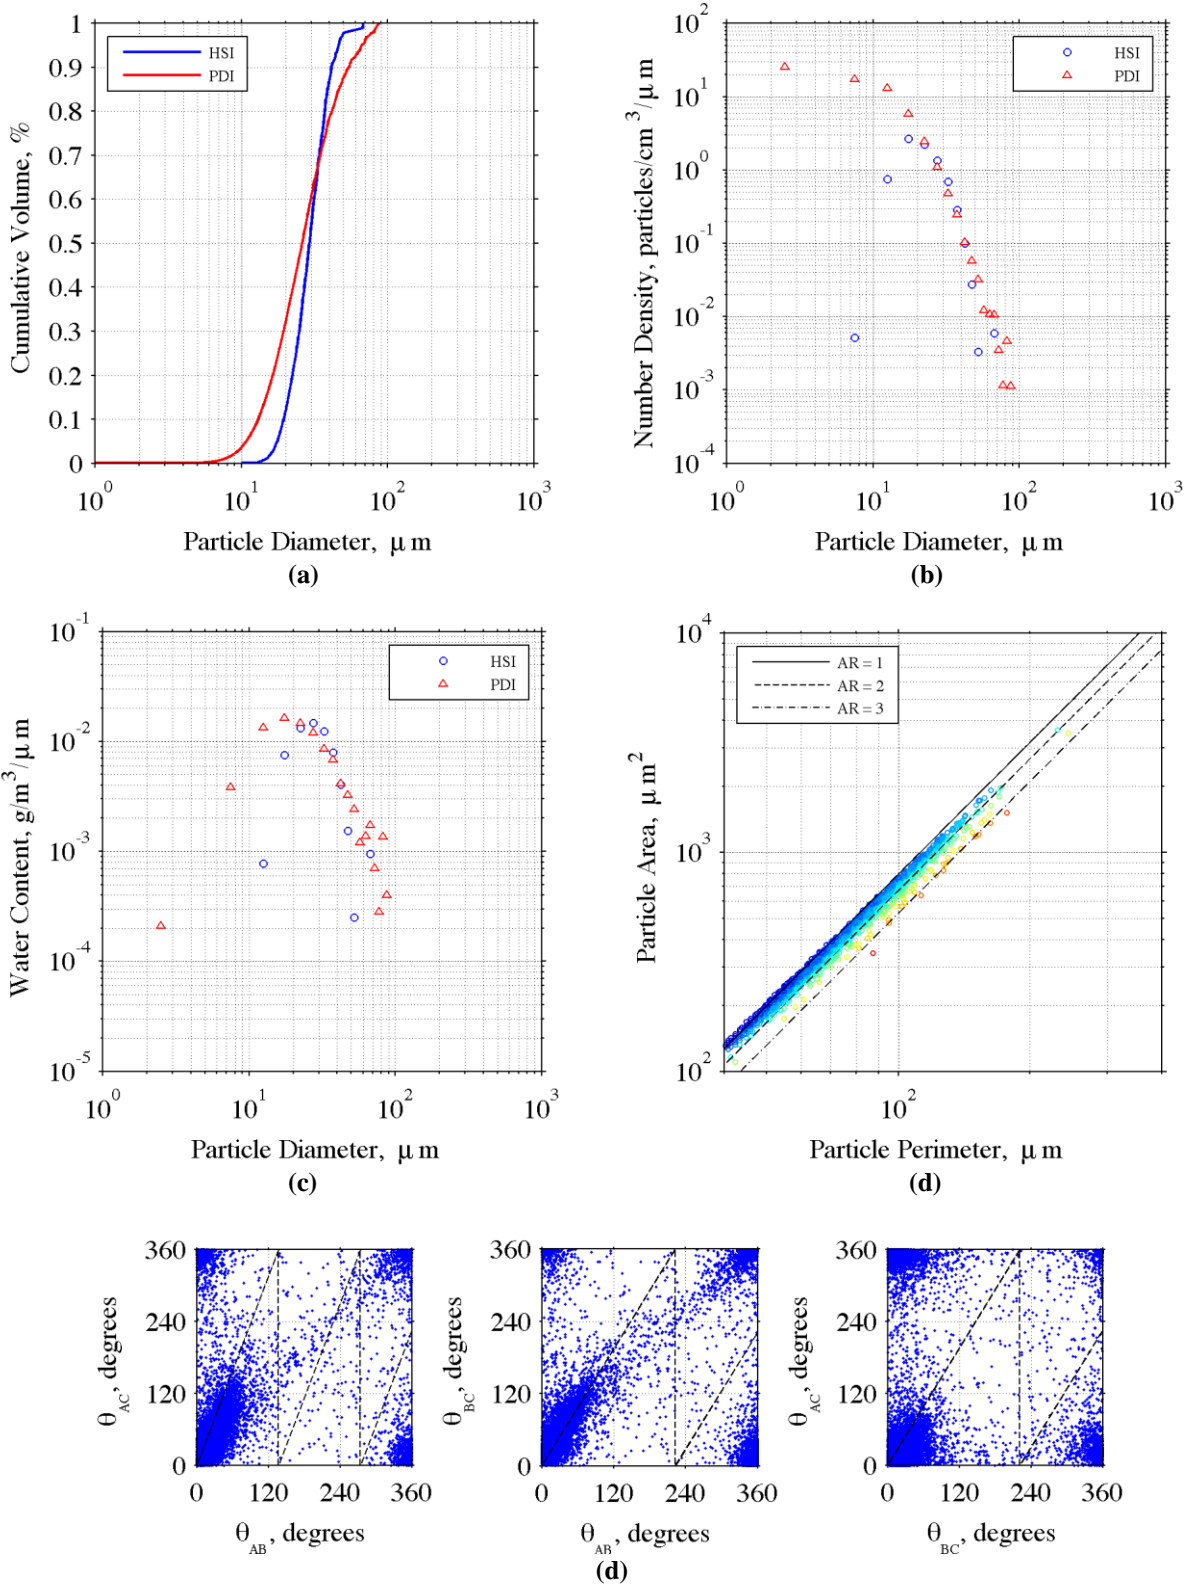 1
0.9
0.8
0.7
0.6
0.5
0.4
0.3
0.2
0.1
0
Cumulative Volume, %
HSI
PDI
10^0 10^1 10^2 10^3
Particle Diameter, μm
(a)
10^2
10^1
10^0
10^-1
10^-2
10^-3
10^-4
Number Density, particles/cm^3/μm
HSI
PDI
10^0 10^1 10^2 10^3
Particle Diameter, μm
(b)
10^-1
10^-2
10^-3
10^-4
10^-5
Water Content, g/m^3/μm
HSI
PDI
10^0 10^1 10^2 10^3
Particle Diameter, μm
(c)
10^4
10^3
10^2
Particle Area, μm^2
AR = 1
AR = 2
AR = 3
10^2
Particle Perimeter, μm
(d)
360
240
120
0
θ_AC, degrees
0 120 240 360
θ_AB, degrees
360
240
120
0
θ_BC, degrees
0 120 240 360
θ_AB, degrees
360
240
120
0
θ_AC, degrees
0 120 240 360
θ_BC, degrees
(d)